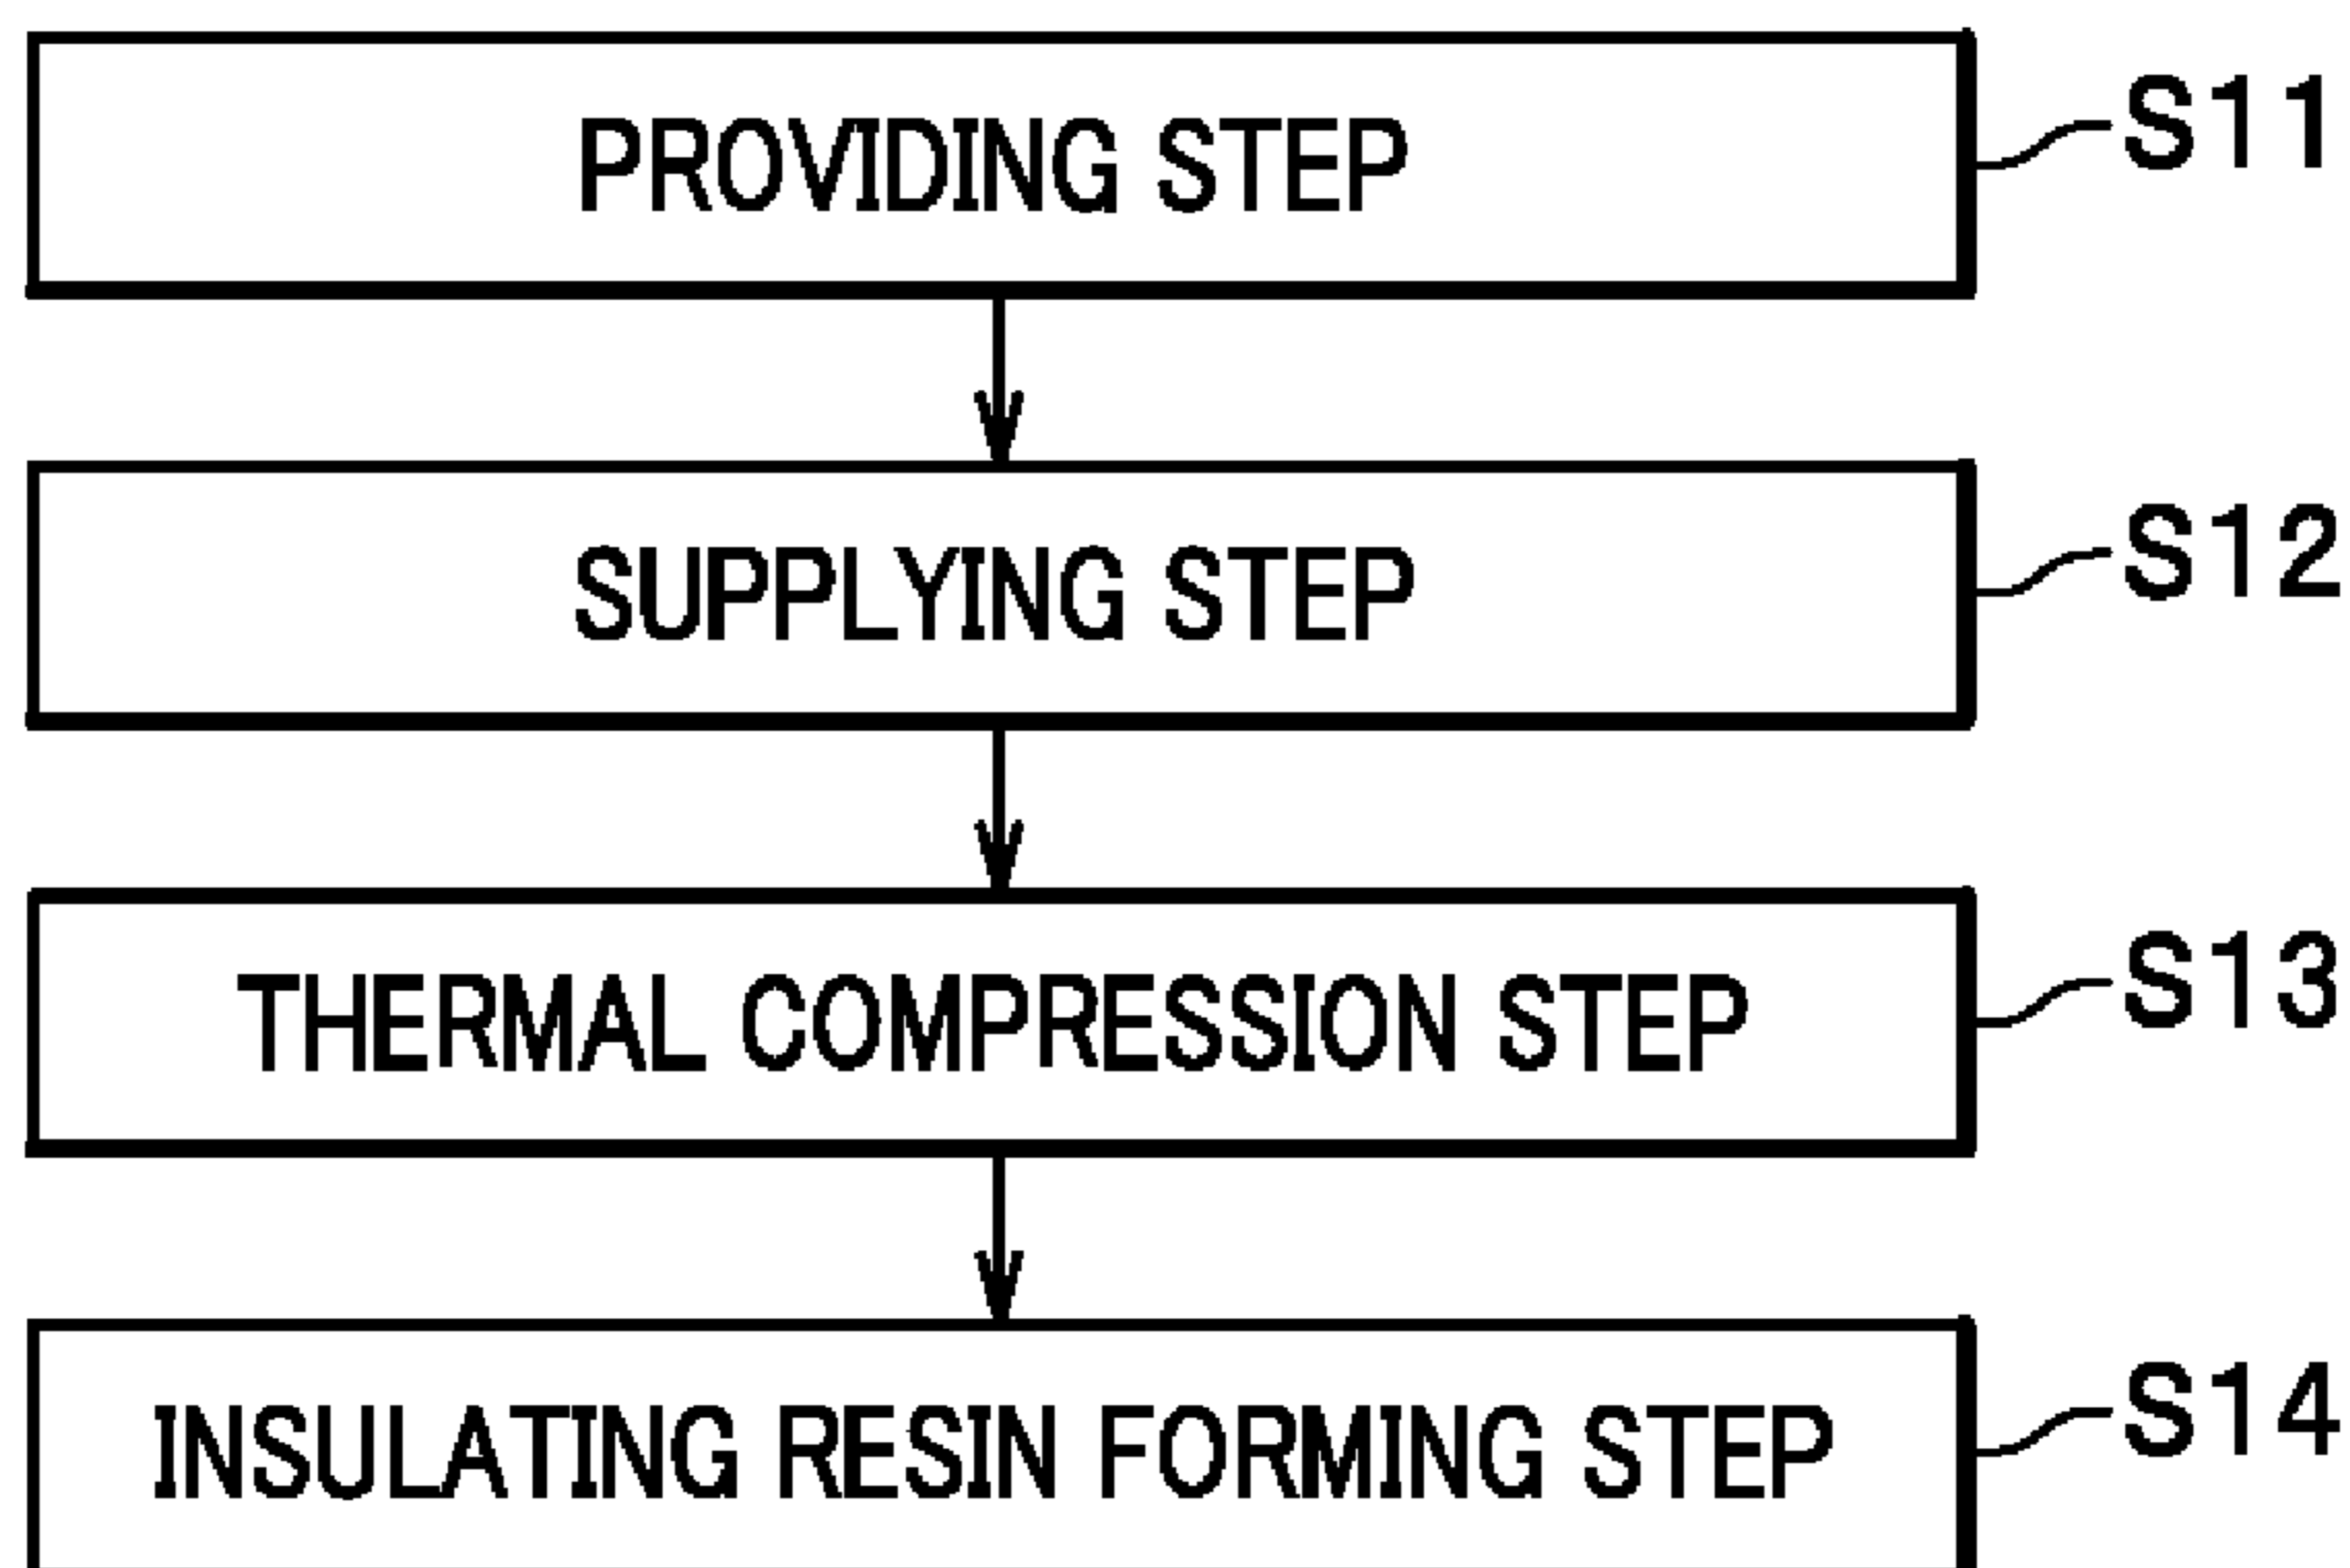 PROVIDING STEP
S11
SUPPLYING STEP
S12
THERMAL COMPRESSION STEP
S13
INSULATING RESIN FORMING STEP
S14